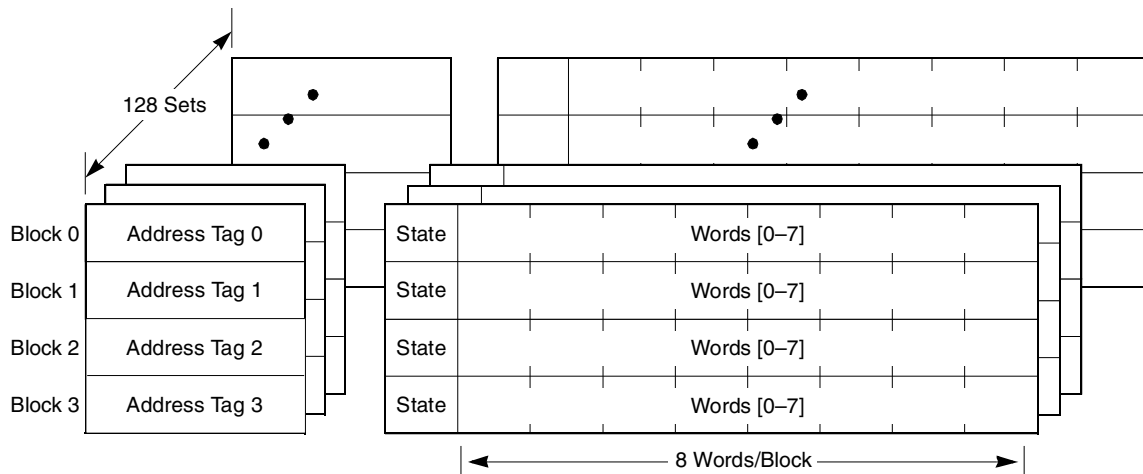 128 Sets
Block 0 Address Tag 0 State Words [0–7]
Block 1 Address Tag 1 State Words [0–7]
Block 2 Address Tag 2 State Words [0–7]
Block 3 Address Tag 3 State Words [0–7]
8 Words/Block